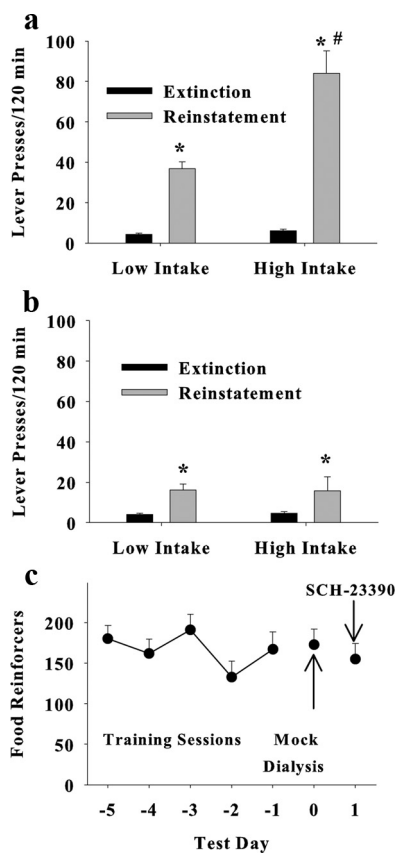 a
Lever Presses/120 min
100
80
60
40
20
0
Extinction
Reinstatement
*
* #
Low Intake
High Intake
b
Lever Presses/120 min
100
80
60
40
20
0
Extinction
Reinstatement
*
*
Low Intake
High Intake
c
Food Reinforcers
200
150
100
50
0
SCH-23390
Training Sessions
Mock
Dialysis
-5 -4 -3 -2 -1 0 1
Test Day